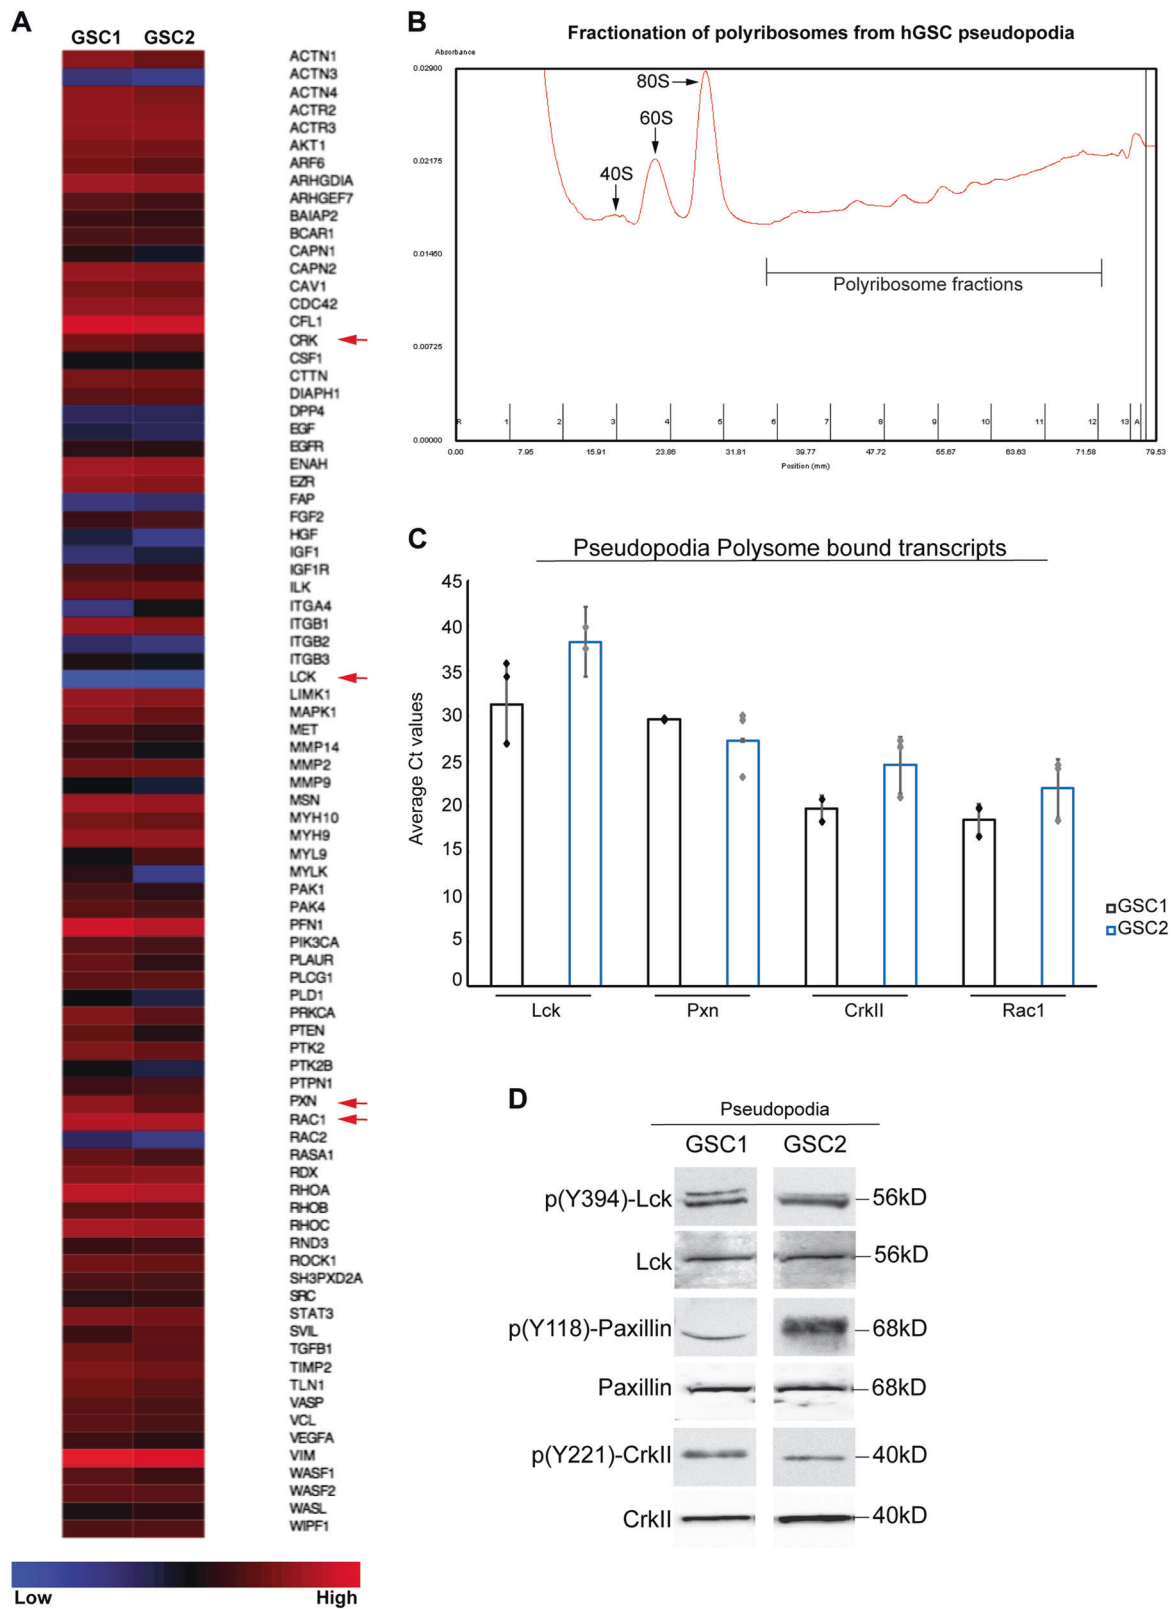 A
GSC1 GSC2
ACTN1
ACTN3
ACTN4
ACTR2
ACTR3
AKT1
ARF6
ARHGDIA
ARHGEF7
BAIAP2
BCAR1
CAPN1
CAPN2
CAV1
CDC42
CFL1
CRK
CSF1
CTTN
DIAPH1
DPP4
EGF
EGFR
ENAH
EZR
FAP
FGF2
HGF
IGF1
IGF1R
ILK
ITGA4
ITGB1
ITGB2
ITGB3
LCK
LIMK1
MAPK1
MET
MMP14
MMP2
MMP9
MSN
MYH10
MYH9
MYL9
MYLK
PAK1
PAK4
PFN1
PIK3CA
PLAUR
PLCG1
PLD1
PRKCA
PTEN
PTK2
PTK2B
PTPN1
PXN
RAC1
RAC2
RASA1
RDX
RHOA
RHOB
RHOC
RND3
ROCK1
SH3PXD2A
SRC
STAT3
SVIL
TGFB1
TIMP2
TLN1
VASP
VCL
VEGFA
VIM
WASF1
WASF2
WASL
WIPF1
Low High
B
Fractionation of polyribosomes from hGSC pseudopodia
Absorbance
0.02900
0.02175
0.01450
0.00725
0.00000
80S
60S
40S
Polyribosome fractions
R 1 2 3 4 5 6 7 8 9 10 11 12 13 A
0.00 7.95 15.91 23.86 31.81 39.77 47.72 55.67 63.63 71.58 79.53
Position (mm)
C
Pseudopodia Polysome bound transcripts
Average Ct values
45
40
35
30
25
20
15
10
5
0
Lck Pxn CrkII Rac1
GSC1
GSC2
D
Pseudopodia
GSC1 GSC2
p(Y394)-Lck 56kD
Lck 56kD
p(Y118)-Paxillin 68kD
Paxillin 68kD
p(Y221)-CrkII 40kD
CrkII 40kD